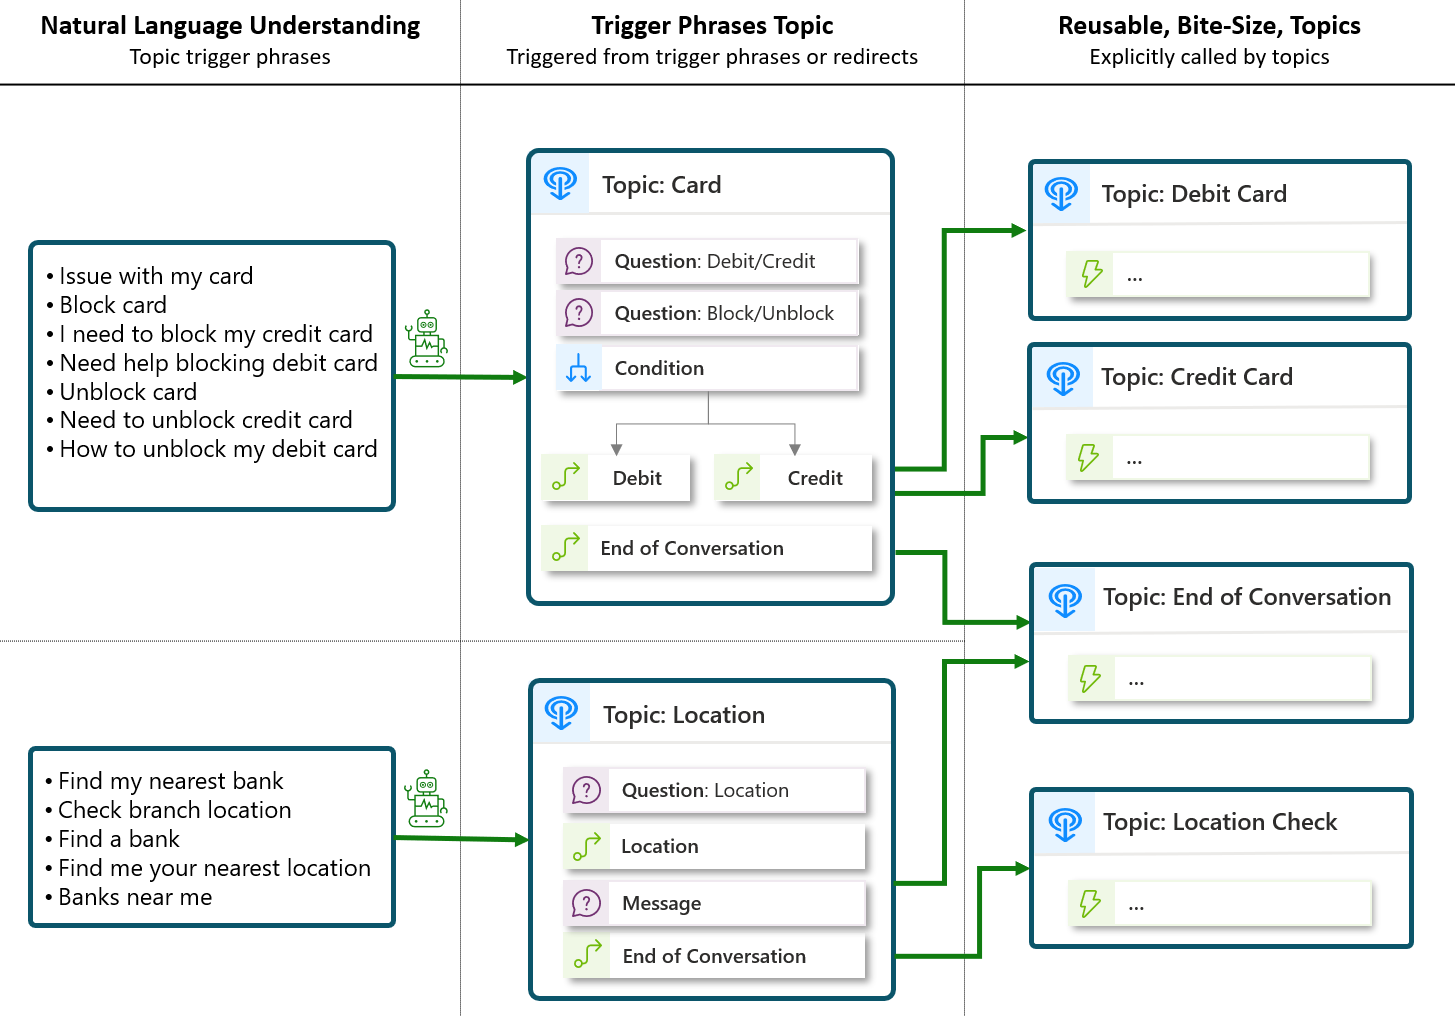 Natural Language Understanding
Topic trigger phrases
Trigger Phrases Topic
Triggered from trigger phrases or redirects
Reusable, Bite-Size, Topics
Explicitly called by topics
• Issue with my card
• Block card
• I need to block my credit card
• Need help blocking debit card
• Unblock card
• Need to unblock credit card
• How to unblock my debit card
Topic: Card
Question: Debit/Credit
Question: Block/Unblock
Condition
Debit
Credit
End of Conversation
Topic: Debit Card
...
Topic: Credit Card
...
Topic: End of Conversation
...
• Find my nearest bank
• Check branch location
• Find a bank
• Find me your nearest location
• Banks near me
Topic: Location
Question: Location
Location
Message
End of Conversation
Topic: Location Check
...